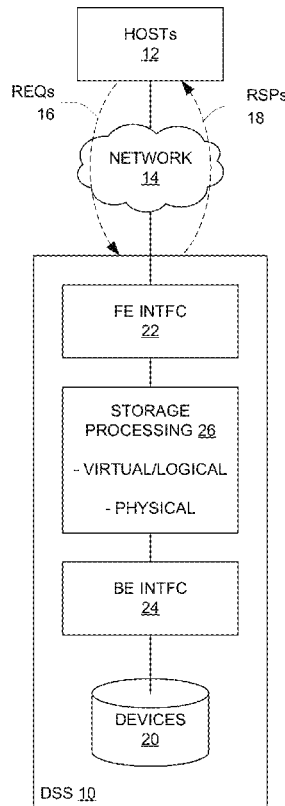 HOSTs
12
REQs
16
RSPs
18
NETWORK
14
FE INTFC
22
STORAGE
PROCESSING 26
- VIRTUAL/LOGICAL
- PHYSICAL
BE INTFC
24
DEVICES
20
DSS 10